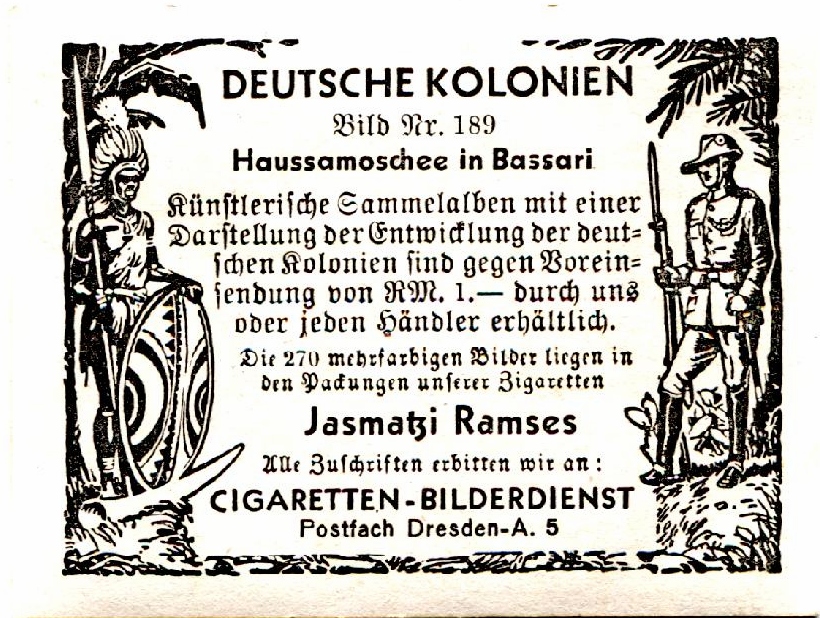 DEUTSCHE KOLONIEN
Bild Nr. 189
Haussamoschee in Bassari
Künstlerische Sammelalben mit einer
Darstellung der Entwicklung der deut=
schen Kolonien sind gegen Vorein=
sendung von RM. 1.— durch uns
oder jeden Händler erhältlich.
Die 270 mehrfarbigen Bilder liegen in
den Packungen unserer Zigaretten
Jasmatzi Ramses
Alle Zuschriften erbitten wir an:
CIGARETTEN-BILDERDIENST
Postfach Dresden-A. 5